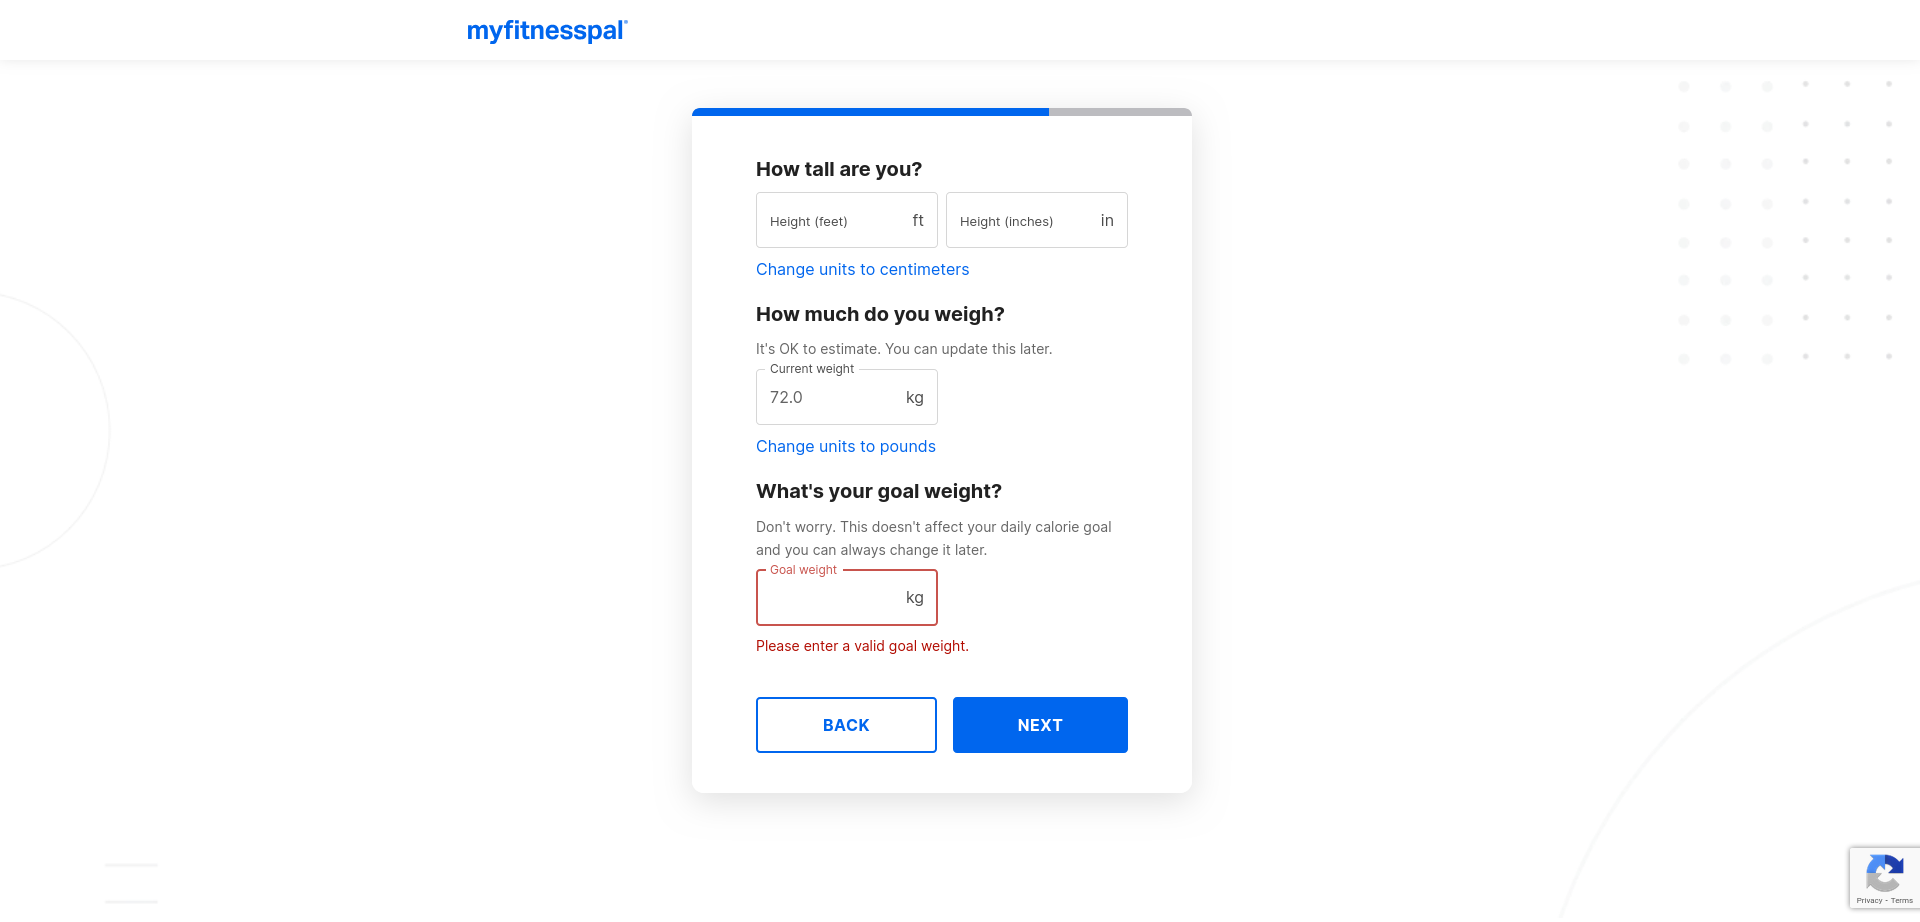 myfitnesspal®
How tall are you?
Height (feet) ft Height (inches) in
Change units to centimeters
How much do you weigh?
It's OK to estimate. You can update this later.
Current weight
72.0 kg
Change units to pounds
What's your goal weight?
Don't worry. This doesn't affect your daily calorie goal
and you can always change it later.
Goal weight
kg
Please enter a valid goal weight.
BACK NEXT
Privacy - Terms